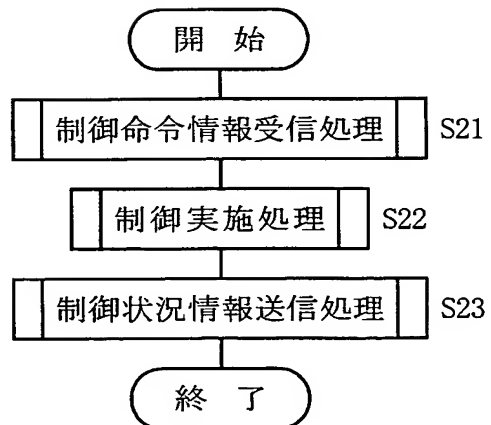 開 始
制御命令情報受信処理 S21
制御実施処理 S22
制御状況情報送信処理 S23
終 了